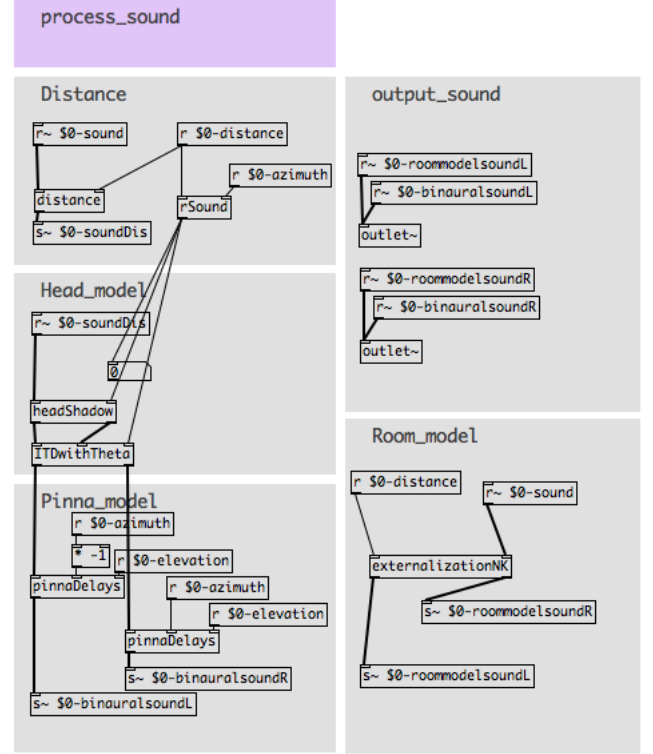 process_sound
Distance
r~ $0-sound
r $0-distance
r $0-azimuth
distance
rSound
s~ $0-soundDis
Head_model
r~ $0-soundDis
0
headShadow
ITDwithTheta
Pinna_model
r $0-azimuth
* -1
r $0-elevation
pinnaDelays
r $0-azimuth
r $0-elevation
pinnaDelays
s~ $0-binauralsoundR
s~ $0-binauralsoundL
output_sound
r~ $0-roommodelsoundL
r~ $0-binauralsoundL
outlet~
r~ $0-roommodelsoundR
r~ $0-binauralsoundR
outlet~
Room_model
r $0-distance
r~ $0-sound
externalizationNK
s~ $0-roommodelsoundR
s~ $0-roommodelsoundL